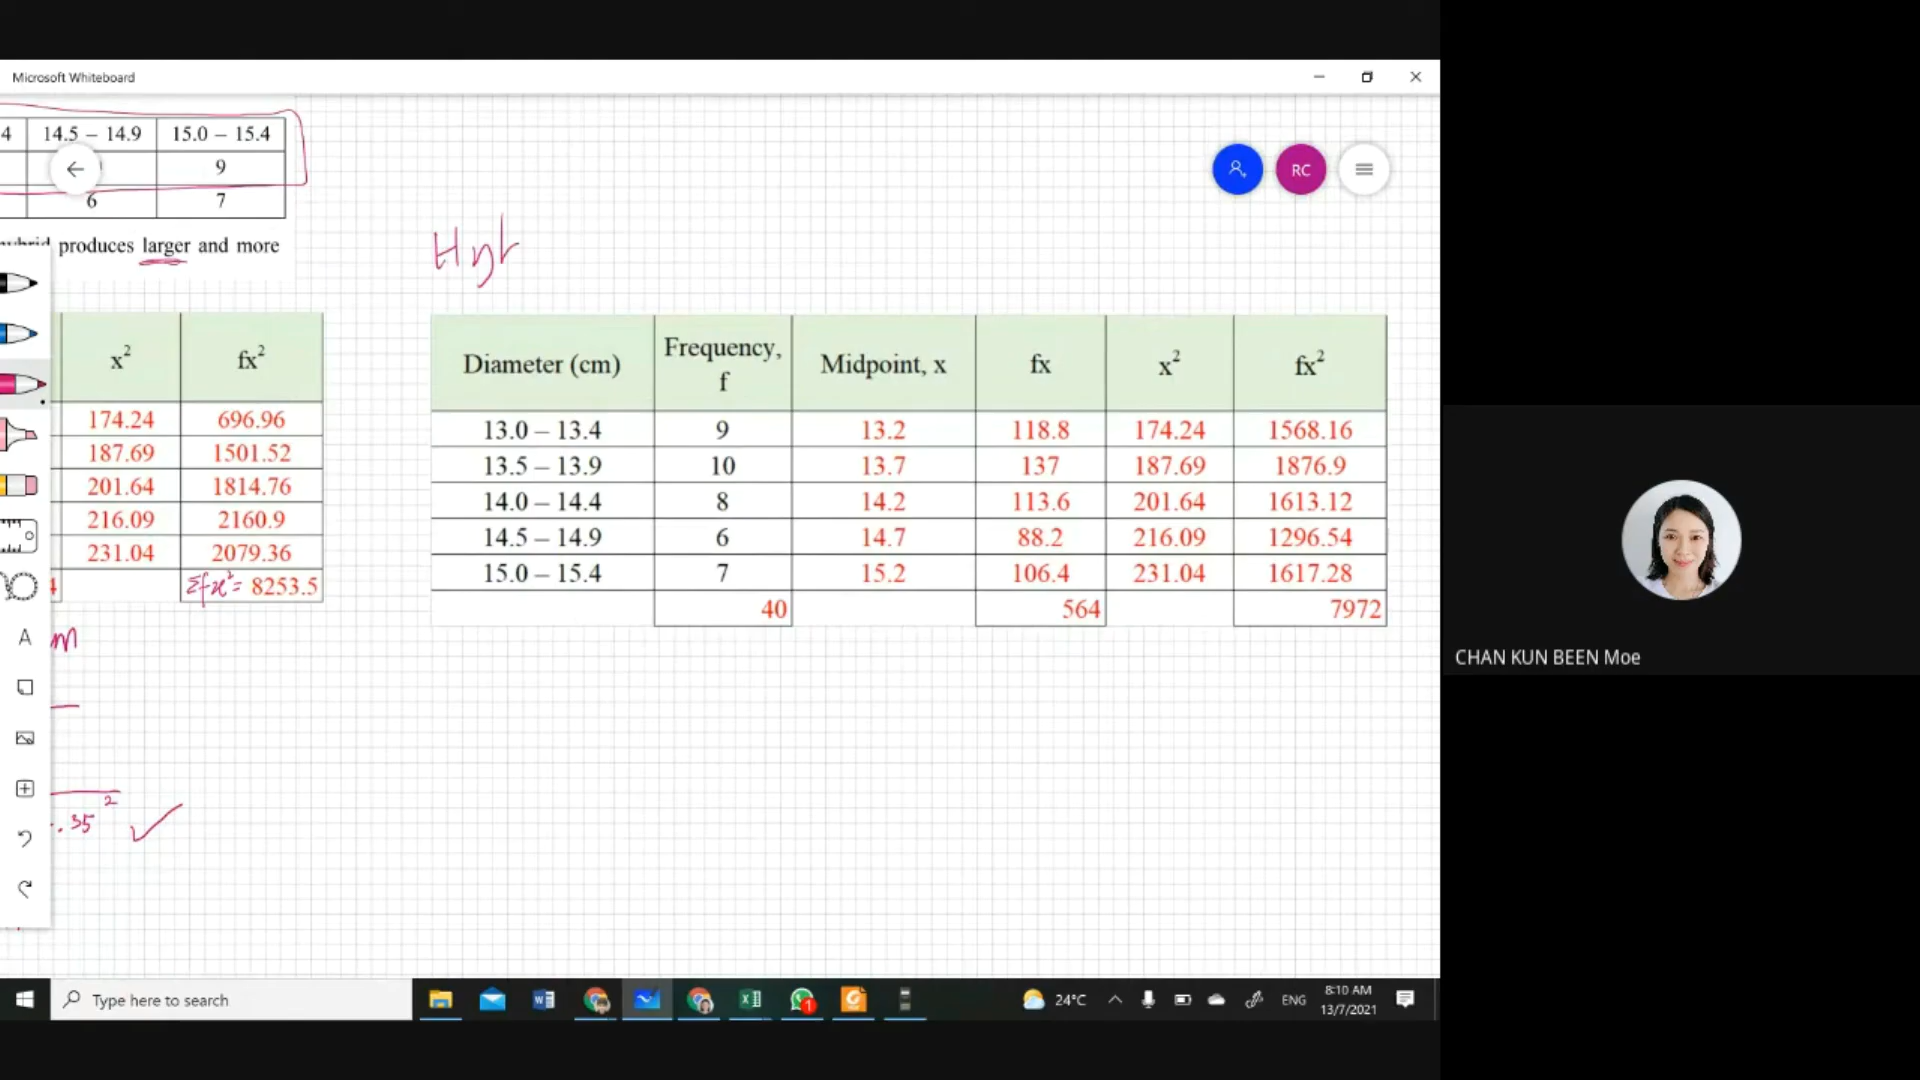 Microsoft Whiteboard
4 14.5 – 14.9 15.0 – 15.4
9
6 7
produces larger and more
RC
Hyb
x² fx²
174.24 696.96
187.69 1501.52
201.64 1814.76
216.09 2160.9
231.04 2079.36
4 Σfx² = 8253.5
m
.35²
Diameter (cm) Frequency, f Midpoint, x fx x² fx²
13.0 – 13.4 9 13.2 118.8 174.24 1568.16
13.5 – 13.9 10 13.7 137 187.69 1876.9
14.0 – 14.4 8 14.2 113.6 201.64 1613.12
14.5 – 14.9 6 14.7 88.2 216.09 1296.54
15.0 – 15.4 7 15.2 106.4 231.04 1617.28
40 564 7972
CHAN KUN BEEN Moe
Type here to search
1
24°C
ENG
8:10 AM
13/7/2021